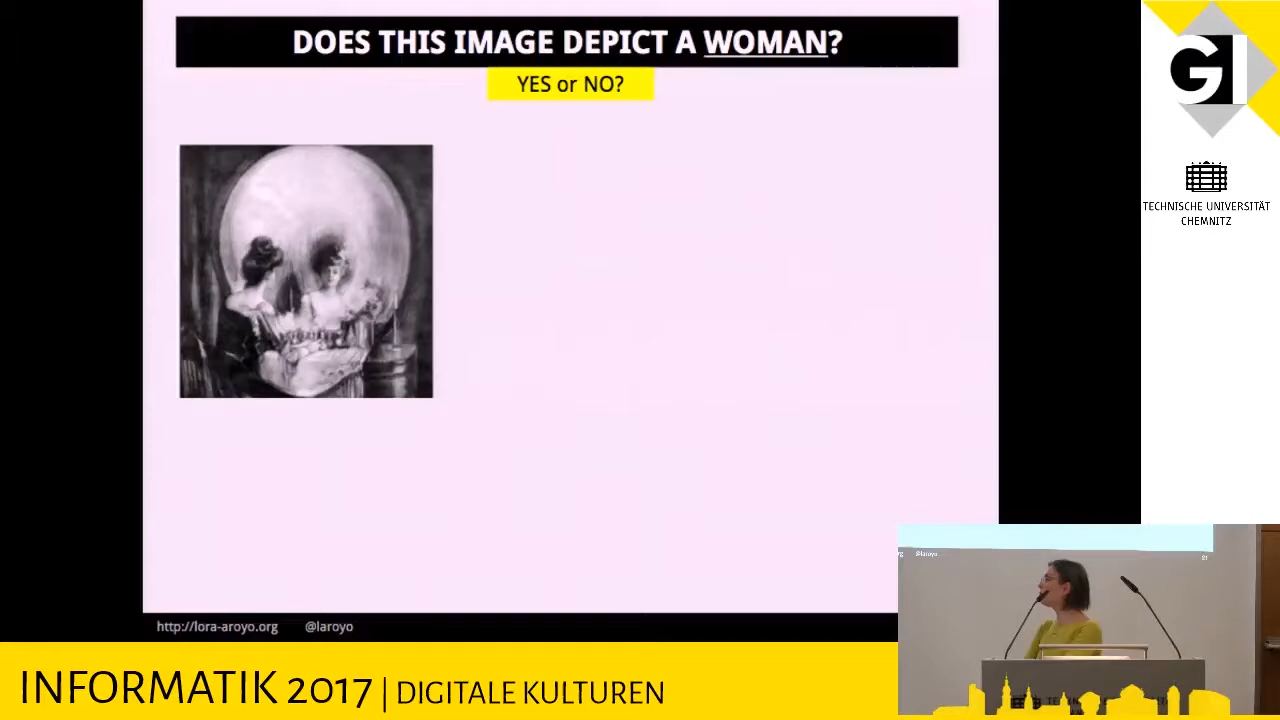 DOES THIS IMAGE DEPICT A WOMAN?
YES or NO?
GI
TECHNISCHE UNIVERSITÄT
CHEMNITZ
@laroyo
http://lora-aroyo.org @laroyo
INFORMATIK 2017 | DIGITALE KULTUREN